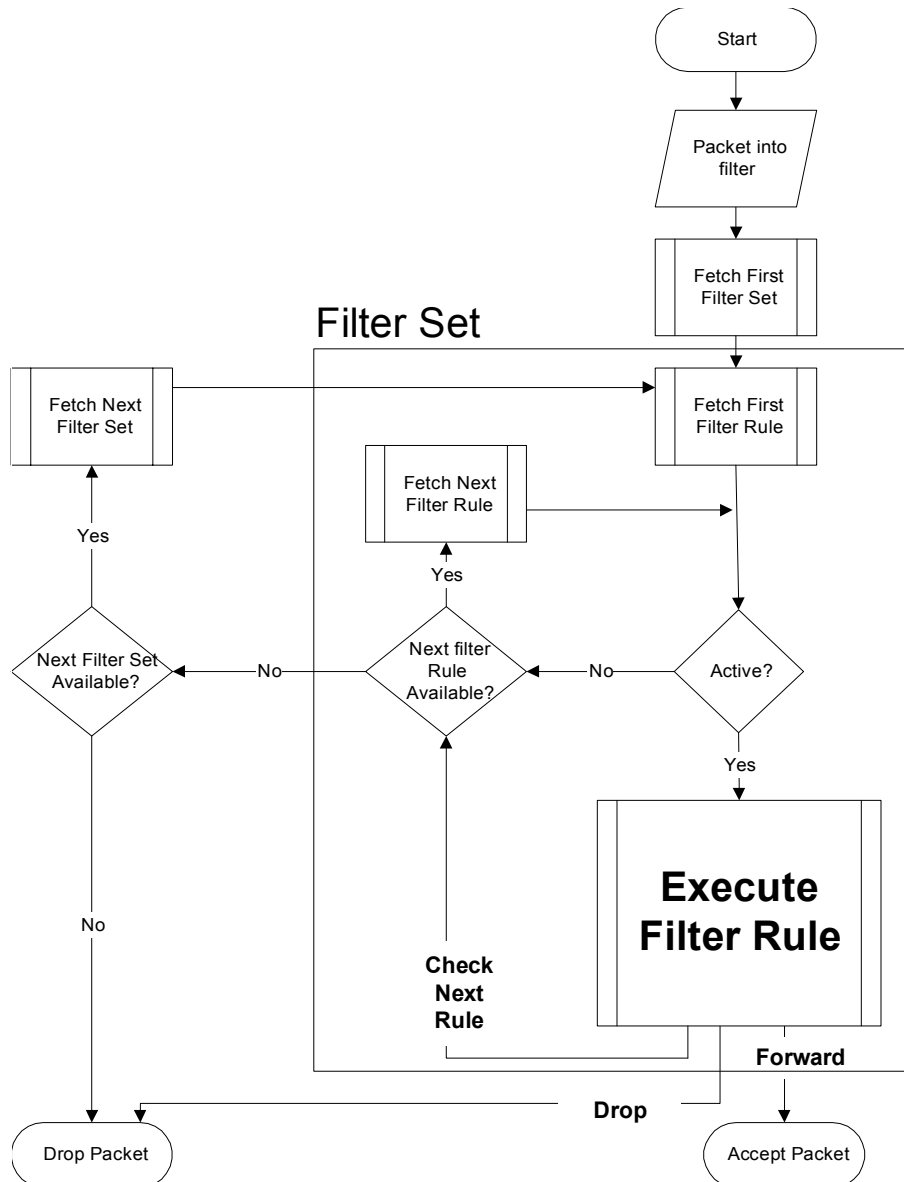 Start
Packet into
filter
Fetch First
Filter Set
Filter Set
Fetch Next
Filter Set
Fetch First
Filter Rule
Fetch Next
Filter Rule
Yes
Yes
Next Filter Set
Available?
No
Next filter
Rule
Available?
No
Active?
Yes
Execute
Filter Rule
No
Check
Next
Rule
Forward
Drop
Drop Packet
Accept Packet